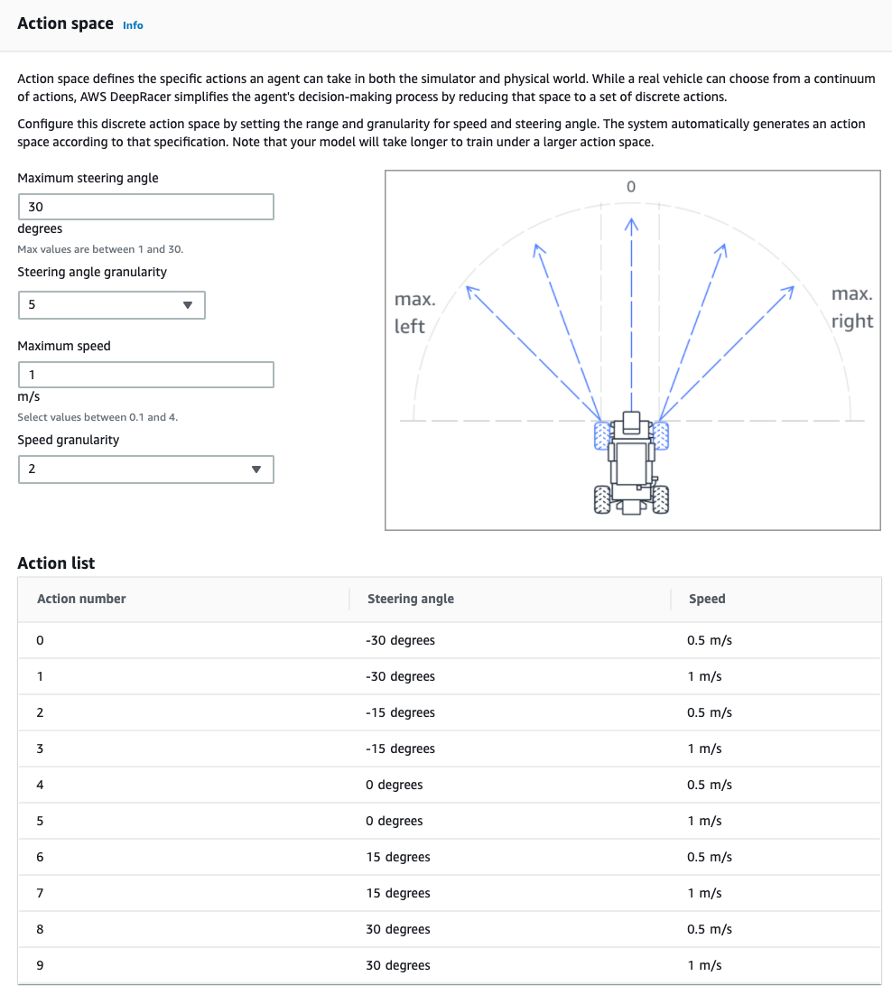 Action space Info
Action space defines the specific actions an agent can take in both the simulator and physical world. While a real vehicle can choose from a continuum
of actions, AWS DeepRacer simplifies the agent's decision-making process by reducing that space to a set of discrete actions.
Configure this discrete action space by setting the range and granularity for speed and steering angle. The system automatically generates an action
space according to that specification. Note that your model will take longer to train under a larger action space.
Maximum steering angle
30
degrees
Max values are between 1 and 30.
Steering angle granularity
5
Maximum speed
1
m/s
Select values between 0.1 and 4.
Speed granularity
2
0
max.
left
max.
right
Action list
Action number Steering angle Speed
0 -30 degrees 0.5 m/s
1 -30 degrees 1 m/s
2 -15 degrees 0.5 m/s
3 -15 degrees 1 m/s
4 0 degrees 0.5 m/s
5 0 degrees 1 m/s
6 15 degrees 0.5 m/s
7 15 degrees 1 m/s
8 30 degrees 0.5 m/s
9 30 degrees 1 m/s